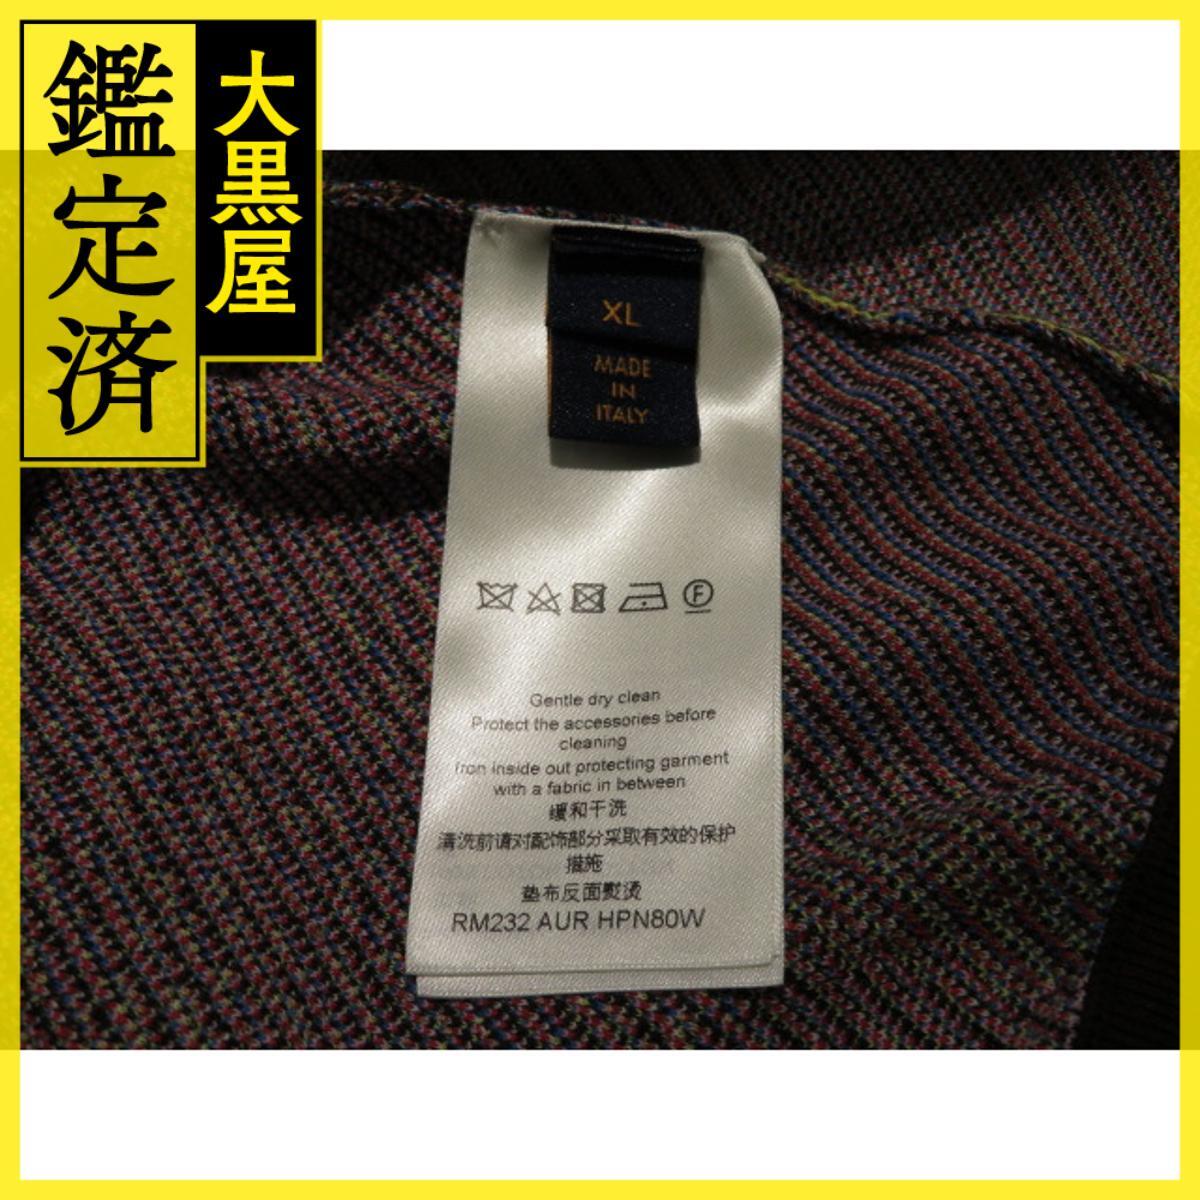 鑑定済
大黒屋
XL
MADE
IN
ITALY
F
Gentle dry clean
Protect the accessories before
cleaning
Iron inside out protecting garment
with a fabric in between
缓和干洗
清洗前请对配饰部分采取有效的保护
措施
垫布反面熨烫
RM232 AUR HPN80W